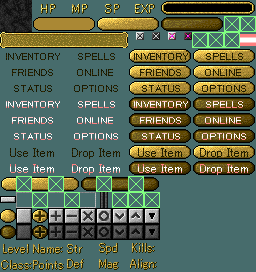 HP MP SP EXP
INVENTORY SPELLS INVENTORY SPELLS
FRIENDS ONLINE FRIENDS ONLINE
STATUS OPTIONS STATUS OPTIONS
INVENTORY SPELLS INVENTORY SPELLS
FRIENDS ONLINE FRIENDS ONLINE
STATUS OPTIONS STATUS OPTIONS
Use Item Drop Item Use Item Drop Item
Use Item Drop Item Use Item Drop Item
Level Name: Str Spd Kills:
Class: Points Def Mag Align: